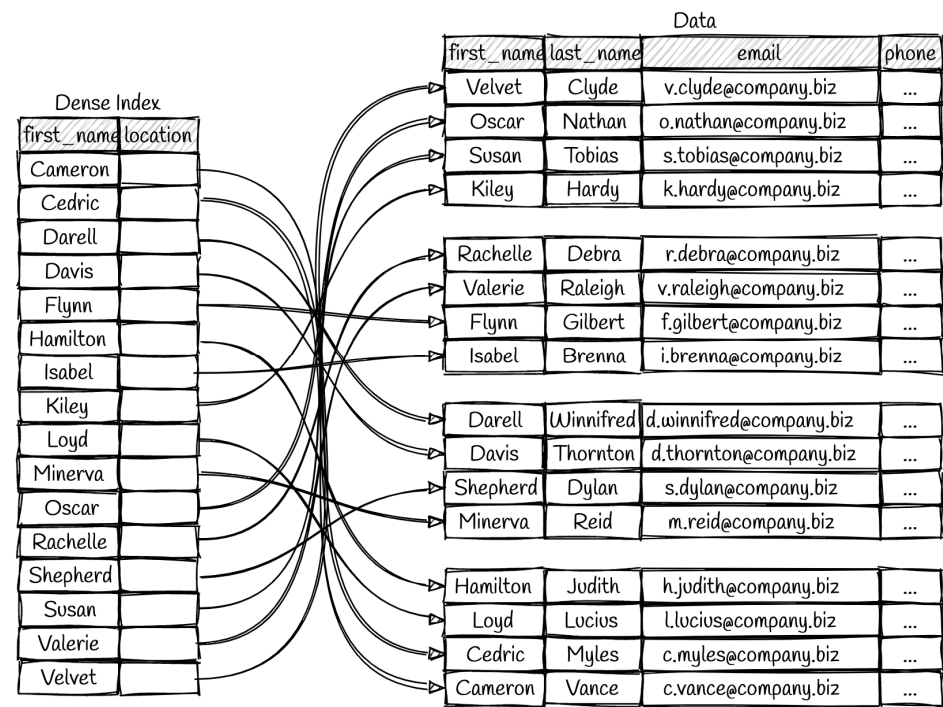 Data
first_name last_name email phone
Velvet Clyde v.clyde@company.biz ...
Oscar Nathan o.nathan@company.biz ...
Susan Tobias s.tobias@company.biz ...
Kiley Hardy k.hardy@company.biz ...
Rachelle Debra r.debra@company.biz ...
Valerie Raleigh v.raleigh@company.biz ...
Flynn Gilbert f.gilbert@company.biz ...
Isabel Brenna i.brenna@company.biz ...
Darell Winnifred d.winnifred@company.biz ...
Davis Thornton d.thornton@company.biz ...
Shepherd Dylan s.dylan@company.biz ...
Minerva Reid m.reid@company.biz ...
Hamilton Judith h.judith@company.biz ...
Loyd Lucius l.lucius@company.biz ...
Cedric Myles c.myles@company.biz ...
Cameron Vance c.vance@company.biz ...
Dense Index
first_name location
Cameron
Cedric
Darell
Davis
Flynn
Hamilton
Isabel
Kiley
Loyd
Minerva
Oscar
Rachelle
Shepherd
Susan
Valerie
Velvet